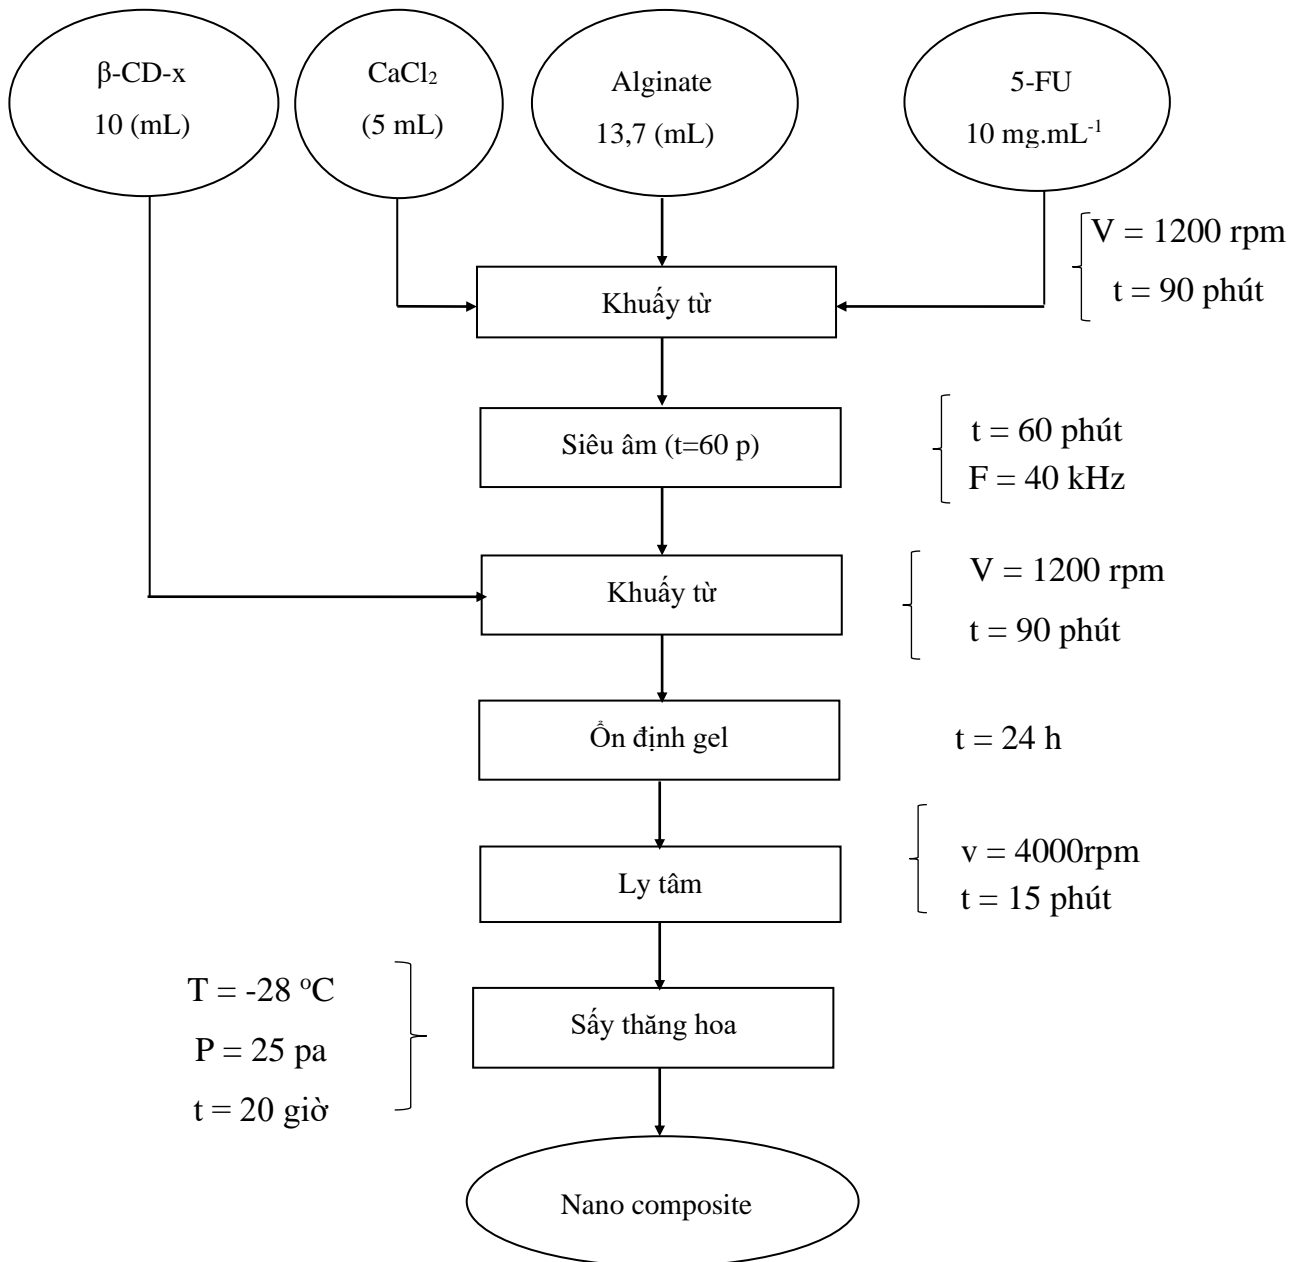 β-CD-x
10 (mL)
CaCl₂
(5 mL)
Alginate
13,7 (mL)
5-FU
10 mg.mL⁻¹
V = 1200 rpm
t = 90 phút
Khuấy từ
Siêu âm (t=60 p)
t = 60 phút
F = 40 kHz
Khuấy từ
V = 1200 rpm
t = 90 phút
Ổn định gel
t = 24 h
Ly tâm
v = 4000rpm
t = 15 phút
T = -28 ᵒC
P = 25 pa
t = 20 giờ
Sấy thăng hoa
Nano composite